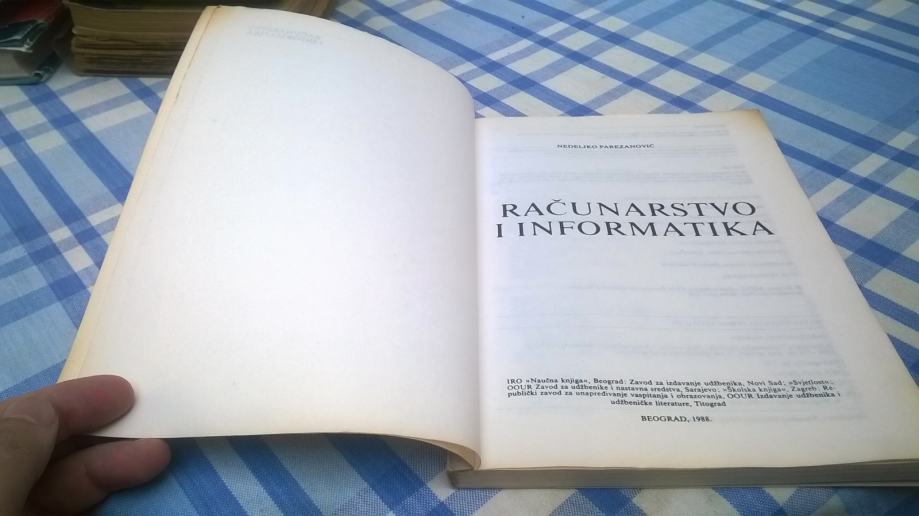 NEDELJKO PAREZANOVIĆ
RAČUNARSTVO
I INFORMATIKA
IRO »Naučna knjiga«, Beograd; Zavod za izdavanje udžbenika, Novi Sad; »Svjetlost«;
OOUR Zavod za udžbenike i nastavna sredstva, Sarajevo; »Školska knjiga«, Zagreb; Re-
publički zavod za unapređivanje vaspitanja i obrazovanja, OOUR Izdavanje udžbenika i
udžbeničke literature, Titograd
BEOGRAD, 1988.